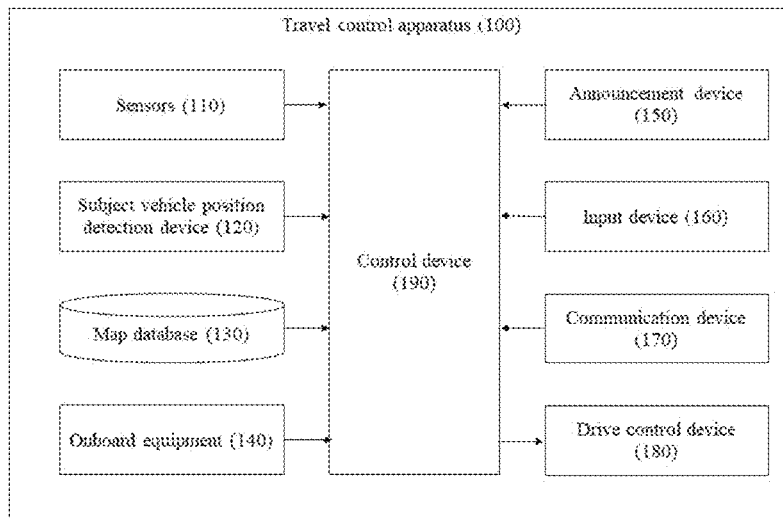 Travel control apparatus (100)
Sensors (110)
Subject vehicle position
detection device (120)
Map database (130)
Onboard equipment (140)
Control device
(190)
Announcement device
(150)
Input device (160)
Communication device
(170)
Drive control device
(180)